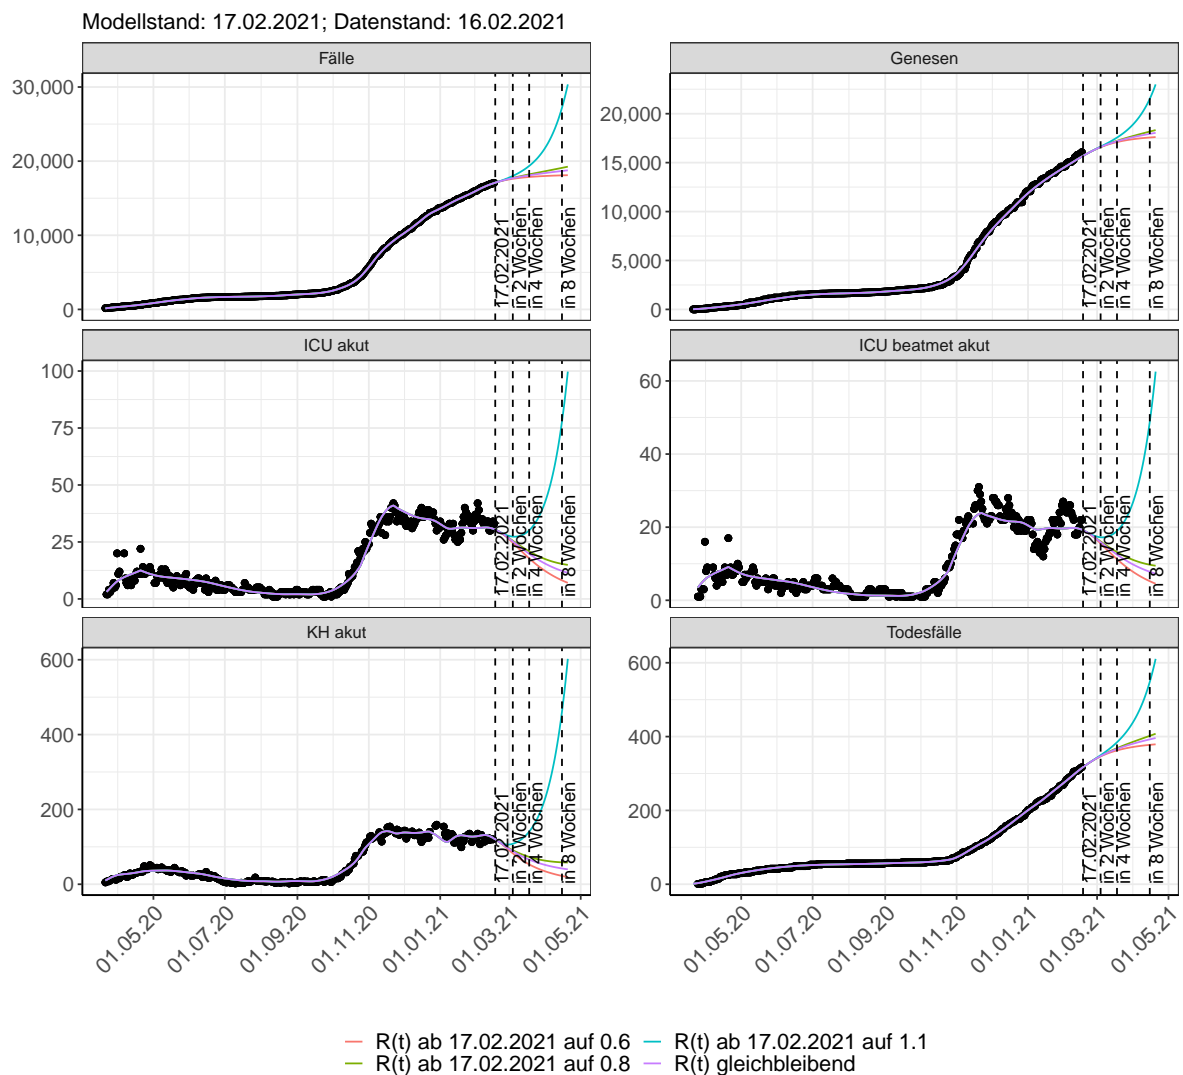 Modellstand: 17.02.2021; Datenstand: 16.02.2021
Fälle
30,000
20,000
10,000
0
17.02.2021
in 2 Wochen
in 4 Wochen
in 8 Wochen
Genesen
20,000
15,000
10,000
5,000
0
17.02.2021
in 2 Wochen
in 4 Wochen
in 8 Wochen
ICU akut
100
75
50
25
0
17.02.2021
in 2 Wochen
in 4 Wochen
in 8 Wochen
ICU beatmet akut
60
40
20
0
17.02.2021
in 2 Wochen
in 4 Wochen
in 8 Wochen
KH akut
600
400
200
0
17.02.2021
in 2 Wochen
in 4 Wochen
in 8 Wochen
01.05.20
01.07.20
01.09.20
01.11.20
01.01.21
01.03.21
01.05.21
Todesfälle
600
400
200
0
17.02.2021
in 2 Wochen
in 4 Wochen
in 8 Wochen
01.05.20
01.07.20
01.09.20
01.11.20
01.01.21
01.03.21
01.05.21
R(t) ab 17.02.2021 auf 0.6
R(t) ab 17.02.2021 auf 1.1
R(t) ab 17.02.2021 auf 0.8
R(t) gleichbleibend